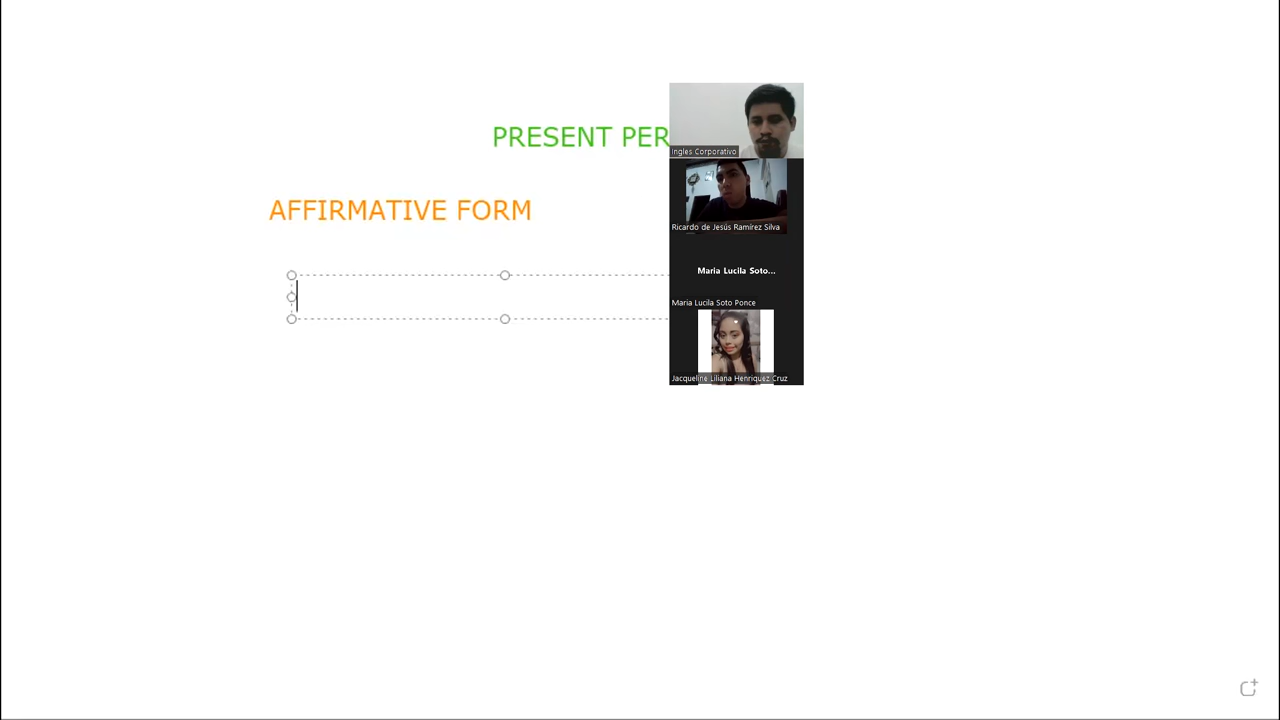 PRESENT PER
Ingles Corporativo
AFFIRMATIVE FORM
Ricardo de Jesús Ramírez Silva
Maria Lucila Soto...
Maria Lucila Soto Ponce
Jacqueline Liliana Henriquez Cruz